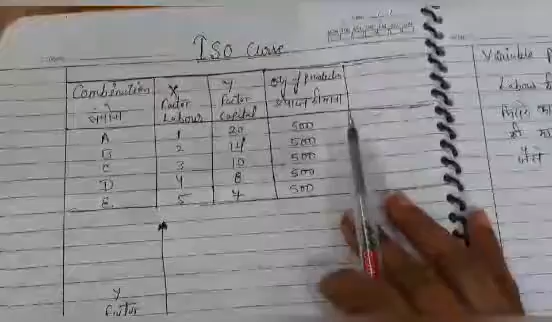 ISO Curve
Combination X Y Qty of Production
संयोग Factor Factor उत्पादन की मात्रा
Labour Capital
A 1 20 500
B 2 14 500
C 3 10 500
D 4 8 500
E. 5 7 500
Y
Factor
Variable
Labour